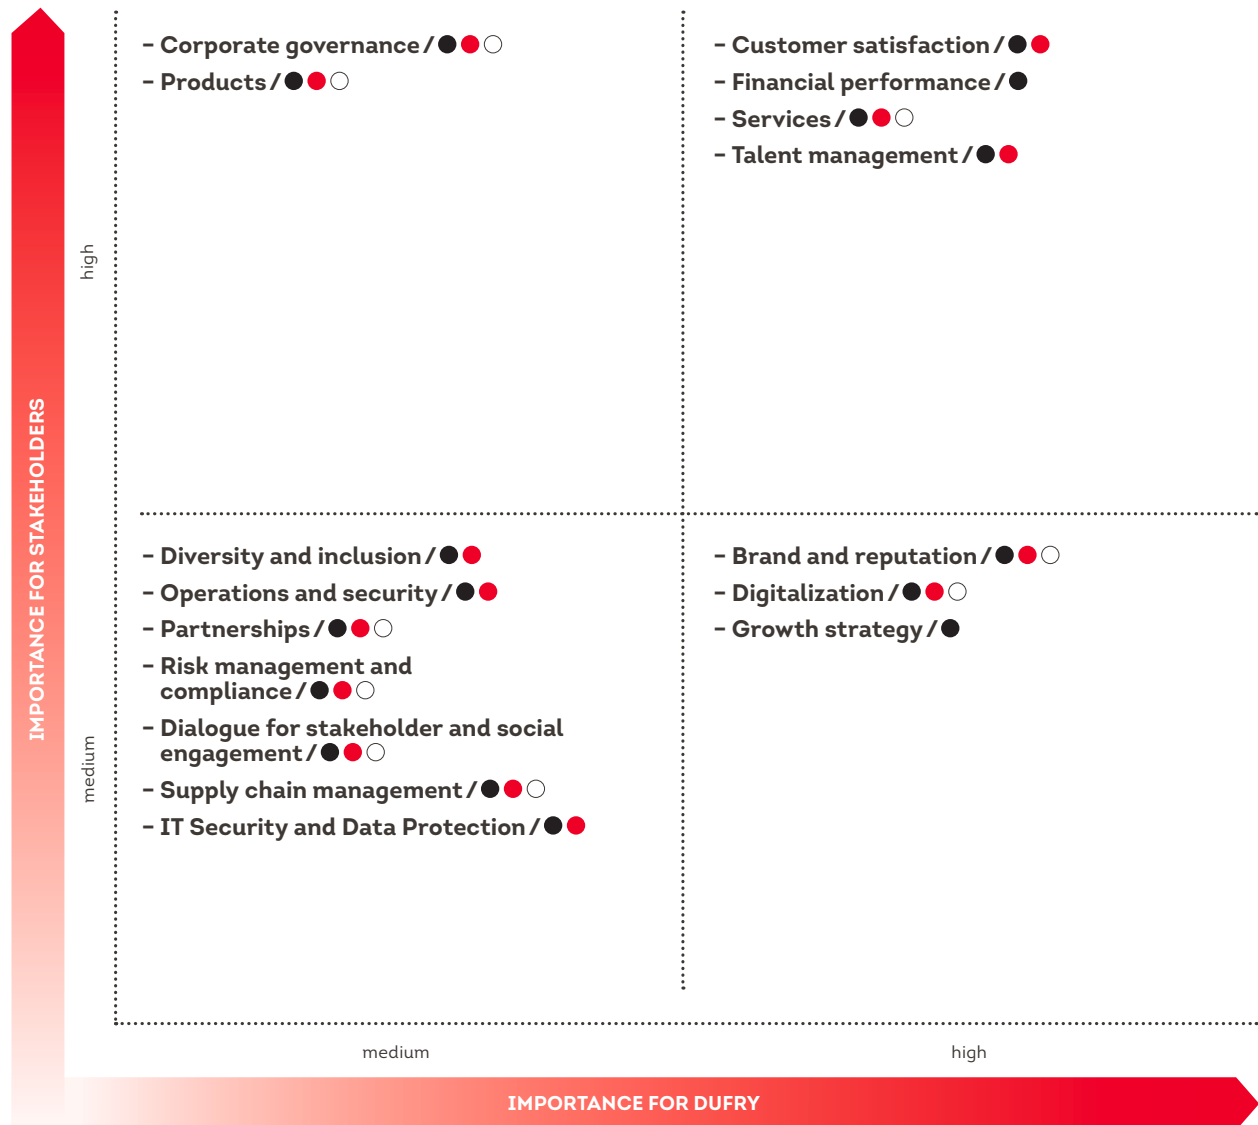 – Corporate governance /
– Products /
– Customer satisfaction /
– Financial performance /
– Services /
– Talent management /
high
IMPORTANCE FOR STAKEHOLDERS
– Diversity and inclusion /
– Operations and security /
– Partnerships /
– Risk management and
compliance /
– Dialogue for stakeholder and social
engagement /
– Supply chain management /
– IT Security and Data Protection /
– Brand and reputation /
– Digitalization /
– Growth strategy /
medium
medium
high
IMPORTANCE FOR DUFRY